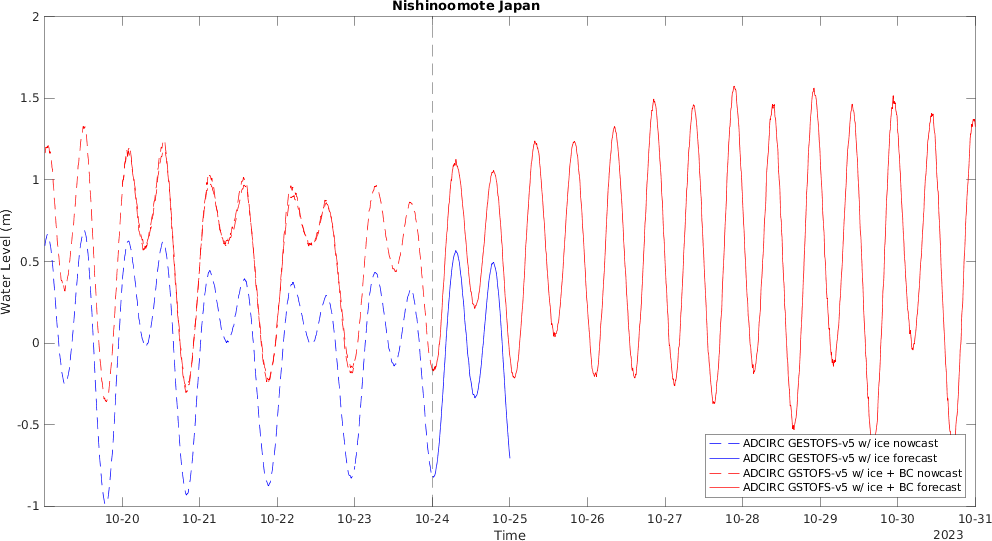 Nishinoomote Japan
2
1.5
1
0.5
0
-0.5
-1
Water Level (m)
10-20 10-21 10-22 10-23 10-24 10-25 10-26 10-27 10-28 10-29 10-30 10-31
Time
2023
ADCIRC GESTOFS-v5 w/ ice nowcast
ADCIRC GESTOFS-v5 w/ ice forecast
ADCIRC GSTOFS-v5 w/ ice + BC nowcast
ADCIRC GSTOFS-v5 w/ ice + BC forecast